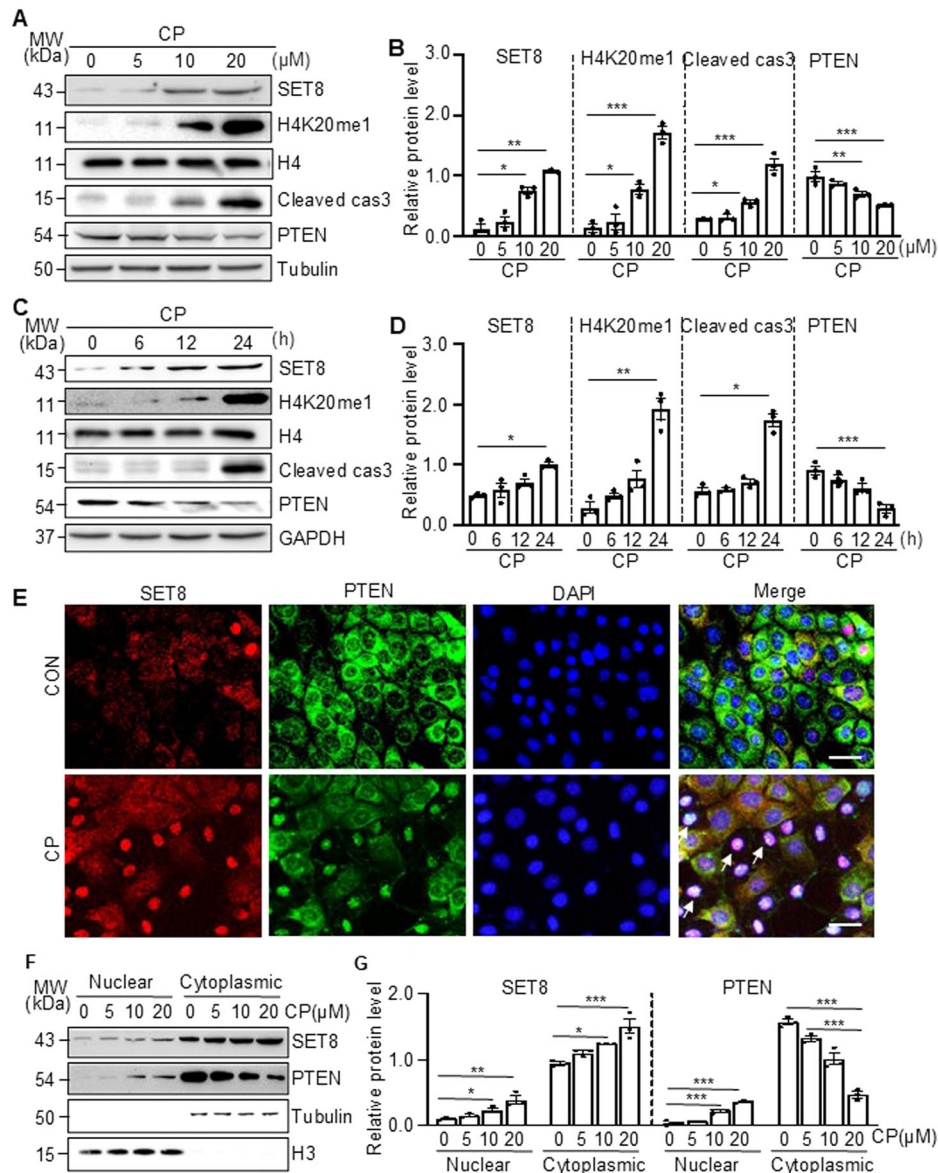 A
MW
(kDa)
CP
0 5 10 20 (µM)
43 SET8
11 H4K20me1
11 H4
15 Cleaved cas3
54 PTEN
50 Tubulin
B
SET8 H4K20me1 Cleaved cas3 PTEN
Relative protein level
3.0
2.0
1.0
0.0
** * *** * *** * *** **
0 5 10 20 0 5 10 20 0 5 10 20 0 5 10 20 (µM)
CP CP CP CP
C
MW
(kDa)
CP
0 6 12 24 (h)
43 SET8
11 H4K20me1
11 H4
15 Cleaved cas3
54 PTEN
37 GAPDH
D
SET8 H4K20me1 Cleaved cas3 PTEN
Relative protein level
3.0
2.0
1.0
0.0
* ** * ***
0 6 12 24 0 6 12 24 0 6 12 24 0 6 12 24 (h)
CP CP CP CP
E
SET8 PTEN DAPI Merge
CON
CP
F
MW
(kDa)
Nuclear Cytoplasmic
0 5 10 20 0 5 10 20 CP(µM)
43 SET8
54 PTEN
50 Tubulin
15 H3
G
SET8 PTEN
Relative protein level
2.0
1.0
0.0
** * *** * *** *** *** ***
0 5 10 20 0 5 10 20 0 5 10 20 0 5 10 20 CP(µM)
Nuclear Cytoplasmic Nuclear Cytoplasmic